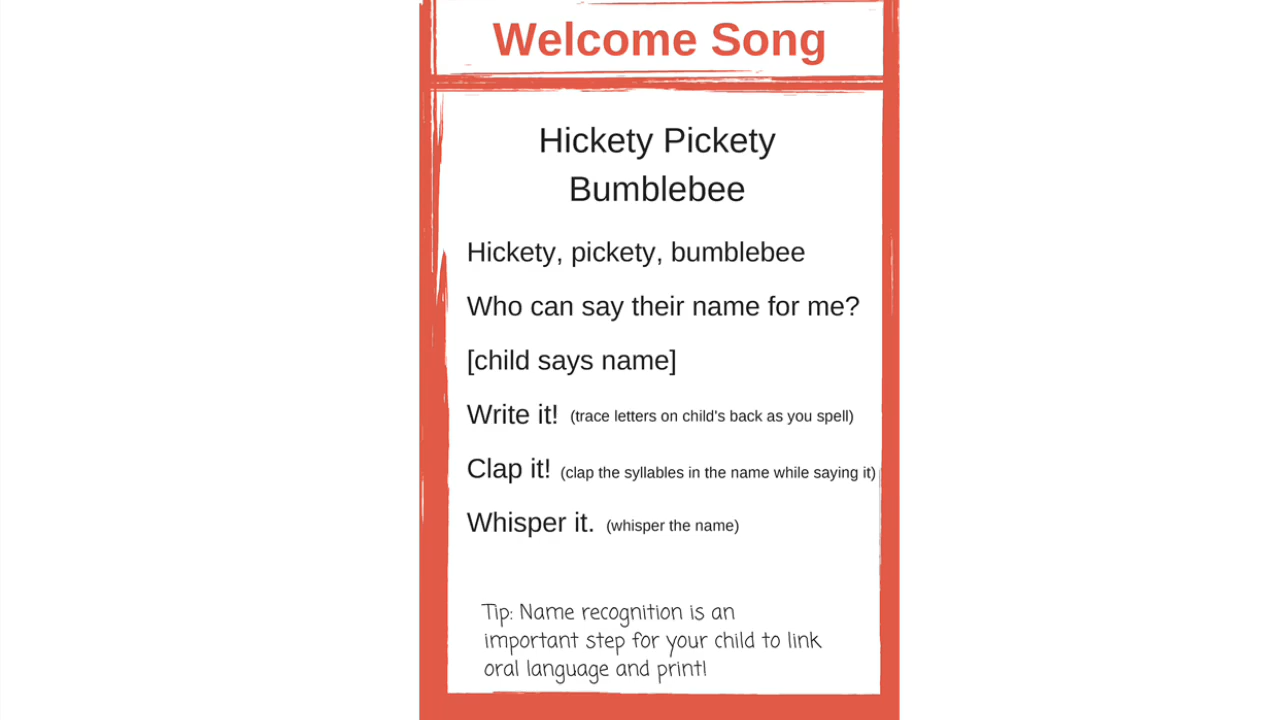 Welcome Song
Hickety Pickety
Bumblebee
Hickety, pickety, bumblebee
Who can say their name for me?
[child says name]
Write it! (trace letters on child's back as you spell)
Clap it! (clap the syllables in the name while saying it)
Whisper it. (whisper the name)
Tip: Name recognition is an
important step for your child to link
oral language and print!